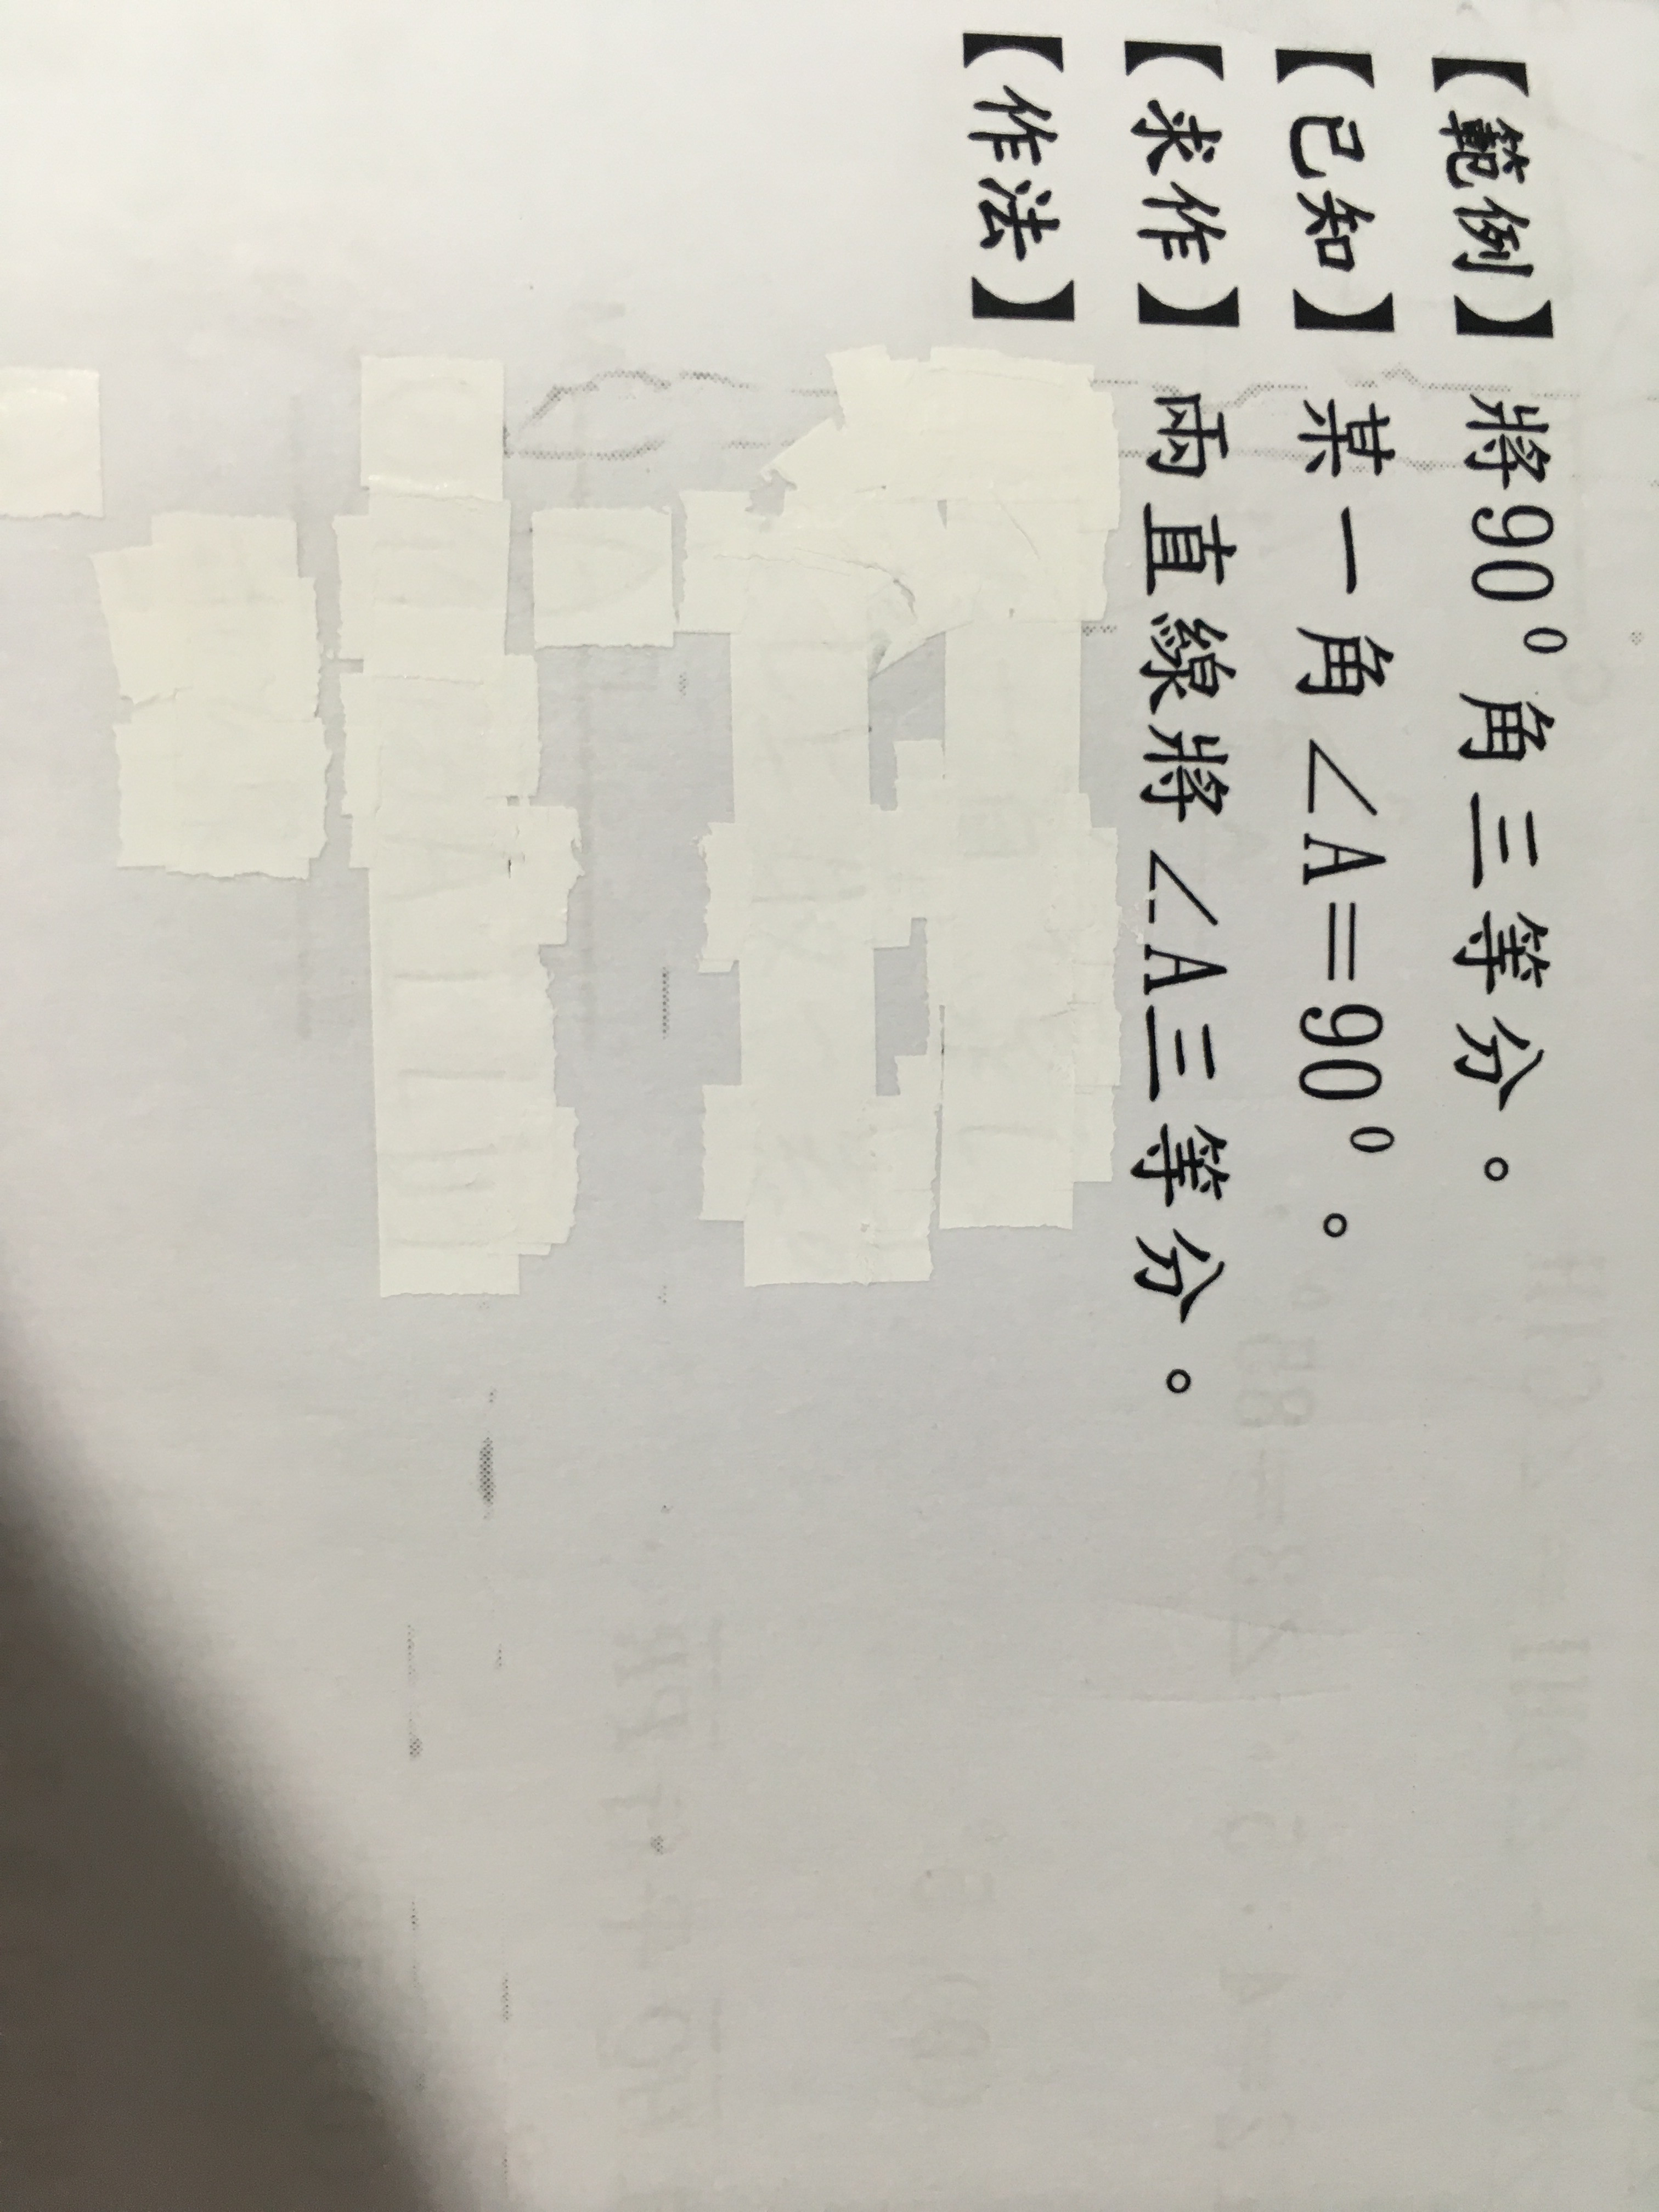 【範例】將90°角三等分。
【已知】某一角∠A=90°。
【求作】兩直線將∠A三等分。
【作法】